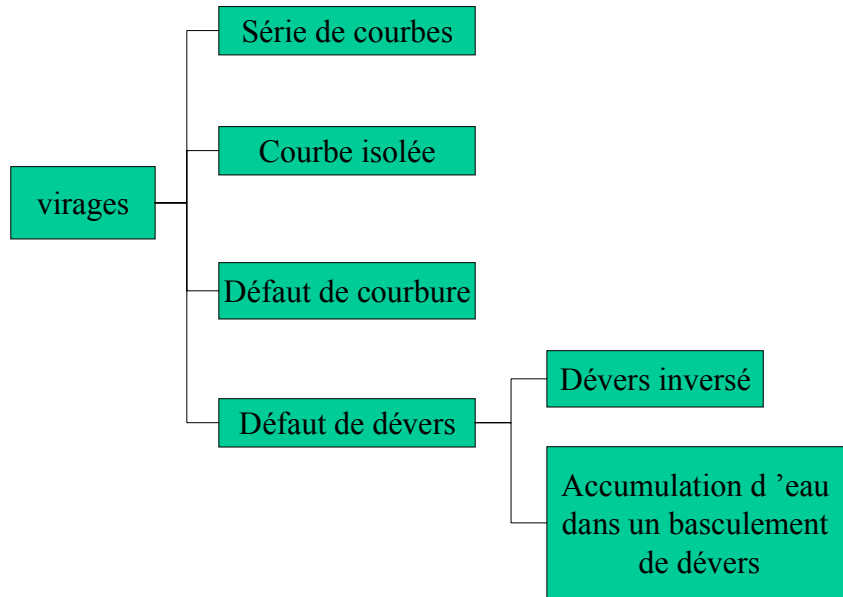 Série de courbes
Courbe isolée
virages
Défaut de courbure
Dévers inversé
Défaut de dévers
Accumulation d ’eau
dans un basculement
de dévers